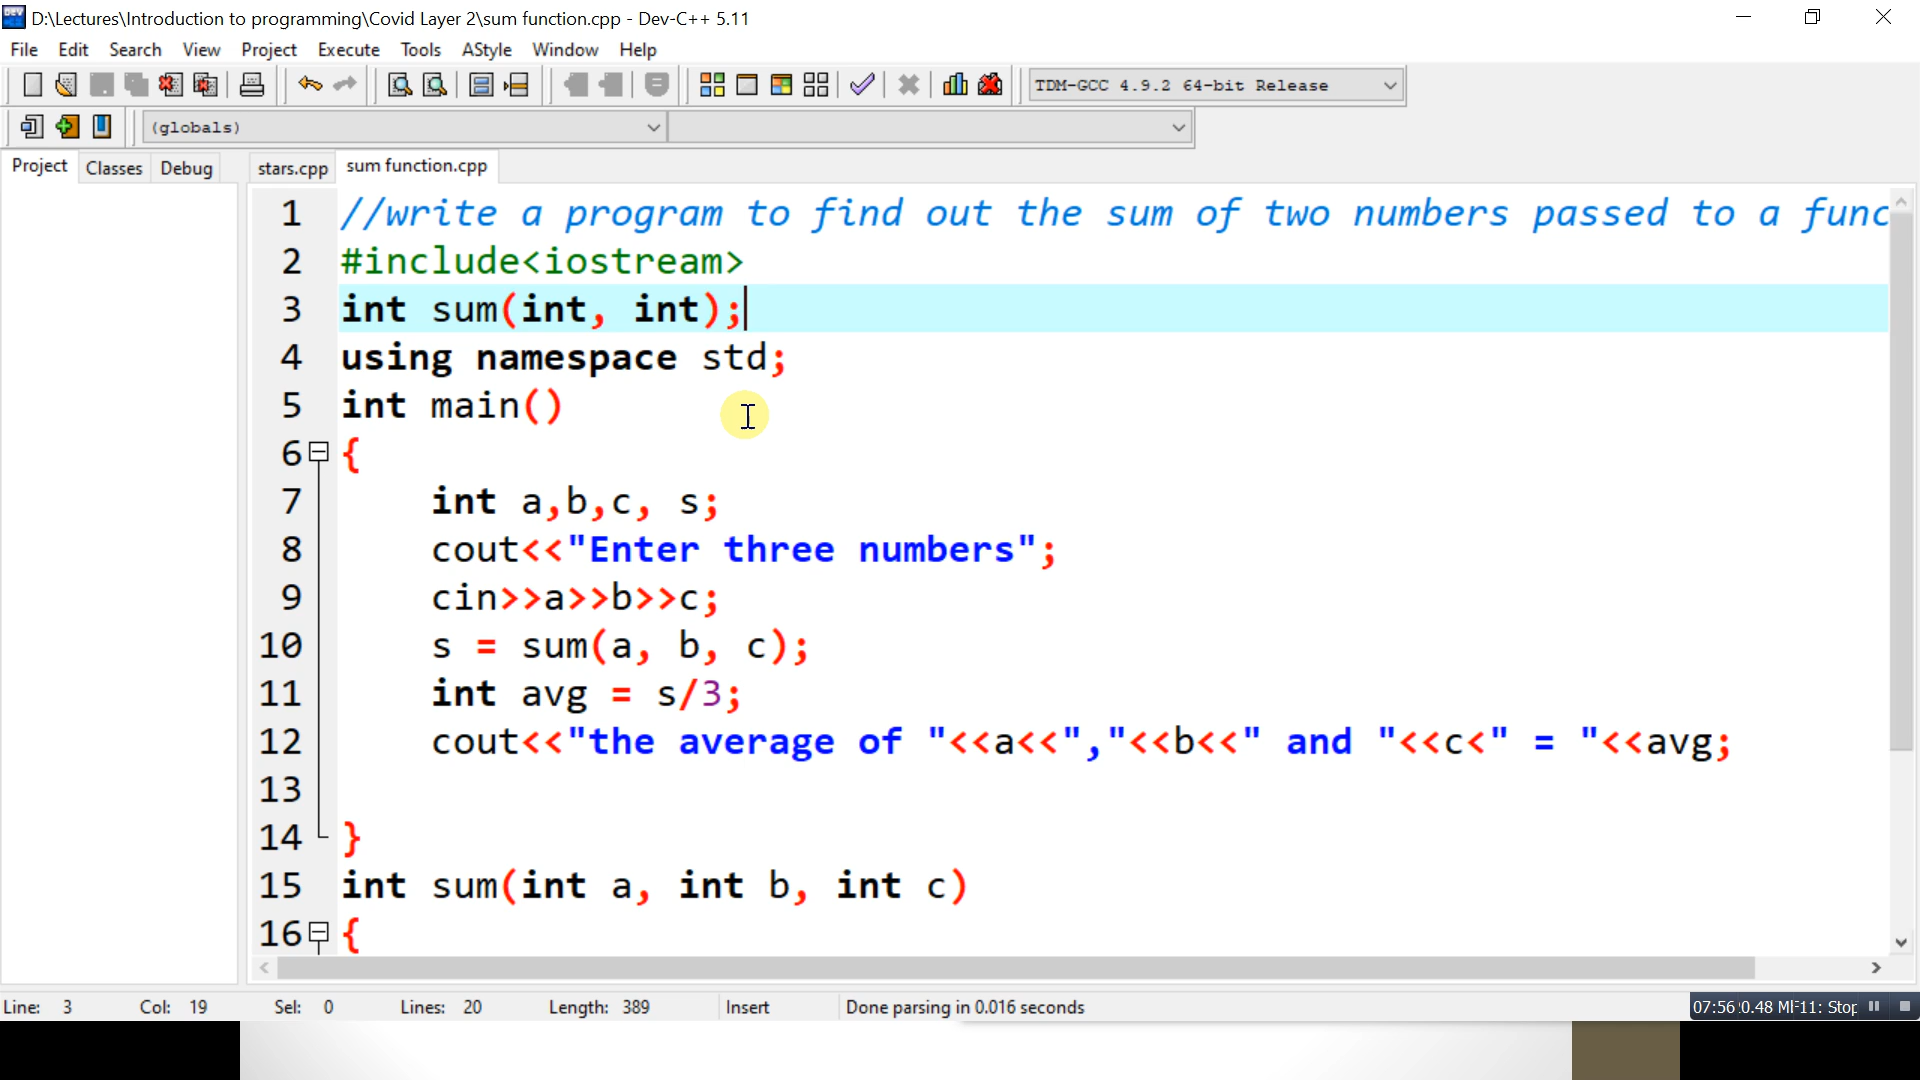 D:\Lectures\Introduction to programming\Covid Layer 2\sum function.cpp - Dev-C++ 5.11
File Edit Search View Project Execute Tools AStyle Window Help
TDM-GCC 4.9.2 64-bit Release
(globals)
Project Classes Debug stars.cpp sum function.cpp
1 //write a program to find out the sum of two numbers passed to a func
2 #include<iostream>
3 int sum(int, int);
4 using namespace std;
5 int main()
6 {
7 int a,b,c, s;
8 cout<<"Enter three numbers";
9 cin>>a>>b>>c;
10 s = sum(a, b, c);
11 int avg = s/3;
12 cout<<"the average of "<<a<<","<<b<<" and "<<c<" = "<<avg;
13
14 }
15 int sum(int a, int b, int c)
16 {
Line: 3 Col: 19 Sel: 0 Lines: 20 Length: 389 Insert Done parsing in 0.016 seconds
07:56 0.48 F11: Stop